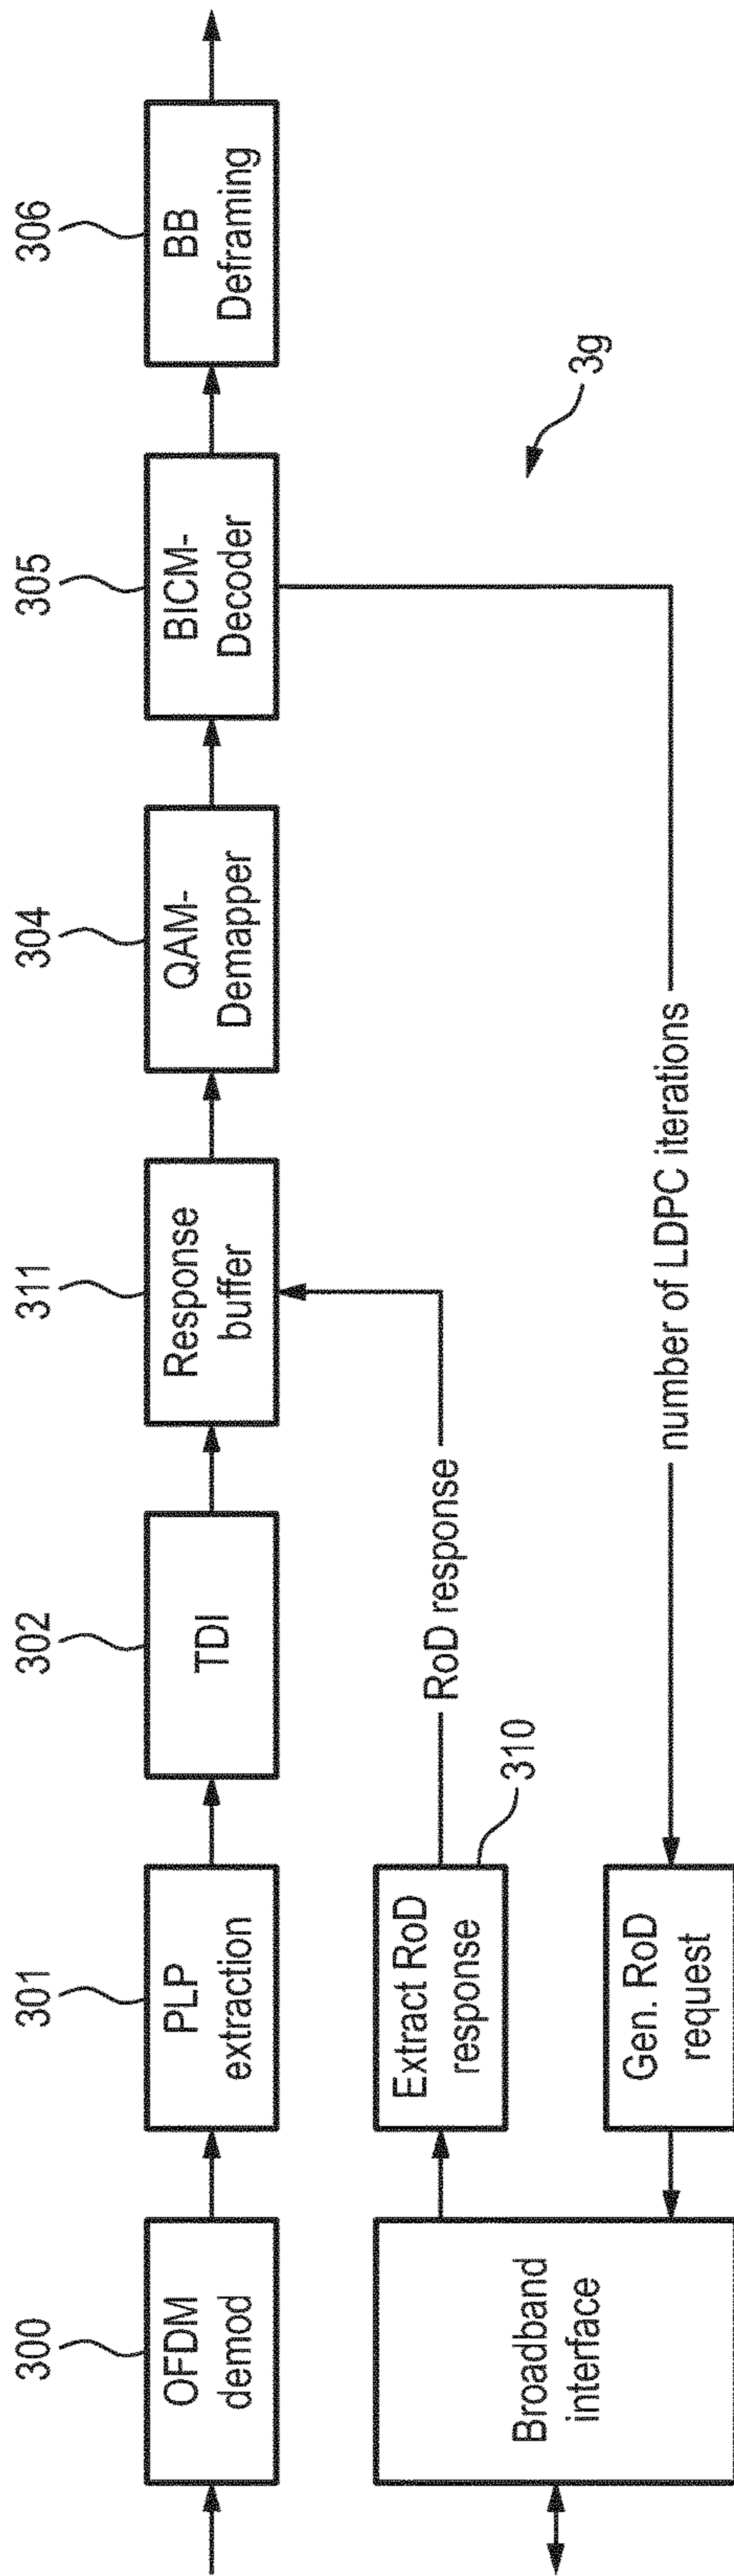 300
OFDM
demod
301
PLP
extraction
302
TDI
311
Response
buffer
304
QAM-
Demapper
305
BICM-
Decoder
306
BB
Deframing
Broadband
interface
Extract RoD
response
310
RoD response
Gen. RoD
request
number of LDPC iterations
3g